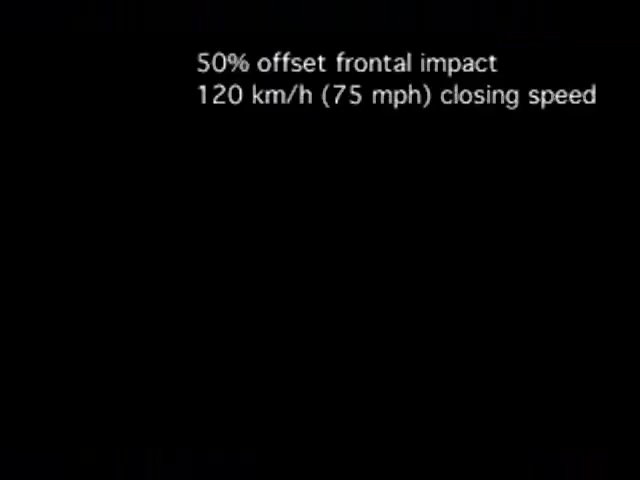 50% offset frontal impact
120 km/h (75 mph) closing speed